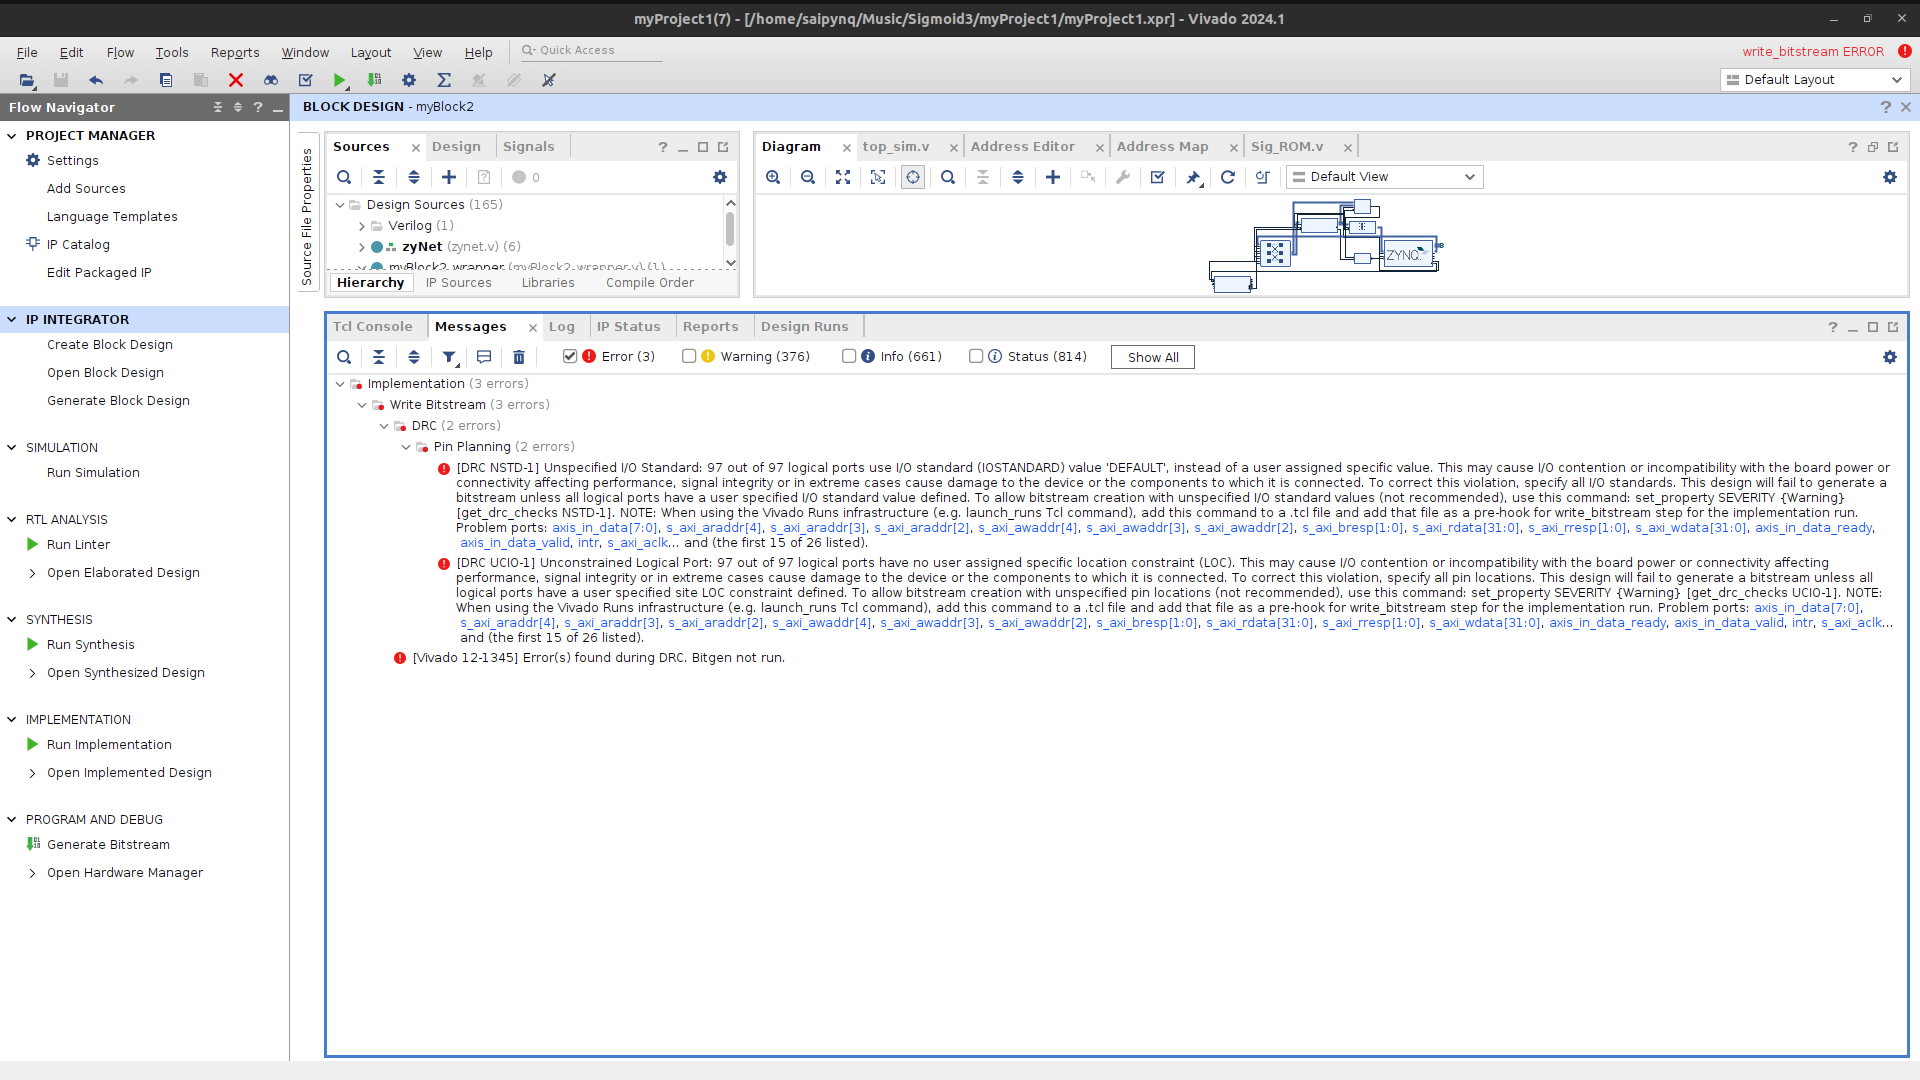 myProject1(7) - [/home/saipynq/Music/Sigmoid3/myProject1/myProject1.xpr] - Vivado 2024.1
File Edit Flow Tools Reports Window Layout View Help Quick Access
write_bitstream ERROR
Default Layout
Flow Navigator
BLOCK DESIGN - myBlock2
PROJECT MANAGER
Settings
Add Sources
Language Templates
IP Catalog
Edit Packaged IP
IP INTEGRATOR
Create Block Design
Open Block Design
Generate Block Design
SIMULATION
Run Simulation
RTL ANALYSIS
Run Linter
Open Elaborated Design
SYNTHESIS
Run Synthesis
Open Synthesized Design
IMPLEMENTATION
Run Implementation
Open Implemented Design
PROGRAM AND DEBUG
Generate Bitstream
Open Hardware Manager
Source File Properties
Sources Design Signals
0
Design Sources (165)
Verilog (1)
zyNet (zynet.v) (6)
myBlock2_wrapper (myBlock2_wrapper.v) (1)
Hierarchy IP Sources Libraries Compile Order
Diagram top_sim.v Address Editor Address Map Sig_ROM.v
Default View
ZYNQ
Tcl Console Messages Log IP Status Reports Design Runs
Error (3) Warning (376) Info (661) Status (814) Show All
Implementation (3 errors)
Write Bitstream (3 errors)
DRC (2 errors)
Pin Planning (2 errors)
[DRC NSTD-1] Unspecified I/O Standard: 97 out of 97 logical ports use I/O standard (IOSTANDARD) value 'DEFAULT', instead of a user assigned specific value. This may cause I/O contention or incompatibility with the board power or
connectivity affecting performance, signal integrity or in extreme cases cause damage to the device or the components to which it is connected. To correct this violation, specify all I/O standards. This design will fail to generate a
bitstream unless all logical ports have a user specified I/O standard value defined. To allow bitstream creation with unspecified I/O standard values (not recommended), use this command: set_property SEVERITY {Warning}
[get_drc_checks NSTD-1]. NOTE: When using the Vivado Runs infrastructure (e.g. launch_runs Tcl command), add this command to a .tcl file and add that file as a pre-hook for write_bitstream step for the implementation run.
Problem ports: axis_in_data[7:0], s_axi_araddr[4], s_axi_araddr[3], s_axi_araddr[2], s_axi_awaddr[4], s_axi_awaddr[3], s_axi_awaddr[2], s_axi_bresp[1:0], s_axi_rdata[31:0], s_axi_rresp[1:0], s_axi_wdata[31:0], axis_in_data_ready,
axis_in_data_valid, intr, s_axi_aclk... and (the first 15 of 26 listed).
[DRC UCIO-1] Unconstrained Logical Port: 97 out of 97 logical ports have no user assigned specific location constraint (LOC). This may cause I/O contention or incompatibility with the board power or connectivity affecting
performance, signal integrity or in extreme cases cause damage to the device or the components to which it is connected. To correct this violation, specify all pin locations. This design will fail to generate a bitstream unless all
logical ports have a user specified site LOC constraint defined. To allow bitstream creation with unspecified pin locations (not recommended), use this command: set_property SEVERITY {Warning} [get_drc_checks UCIO-1]. NOTE:
When using the Vivado Runs infrastructure (e.g. launch_runs Tcl command), add this command to a .tcl file and add that file as a pre-hook for write_bitstream step for the implementation run. Problem ports: axis_in_data[7:0],
s_axi_araddr[4], s_axi_araddr[3], s_axi_araddr[2], s_axi_awaddr[4], s_axi_awaddr[3], s_axi_awaddr[2], s_axi_bresp[1:0], s_axi_rdata[31:0], s_axi_rresp[1:0], s_axi_wdata[31:0], axis_in_data_ready, axis_in_data_valid, intr, s_axi_aclk...
and (the first 15 of 26 listed).
[Vivado 12-1345] Error(s) found during DRC. Bitgen not run.